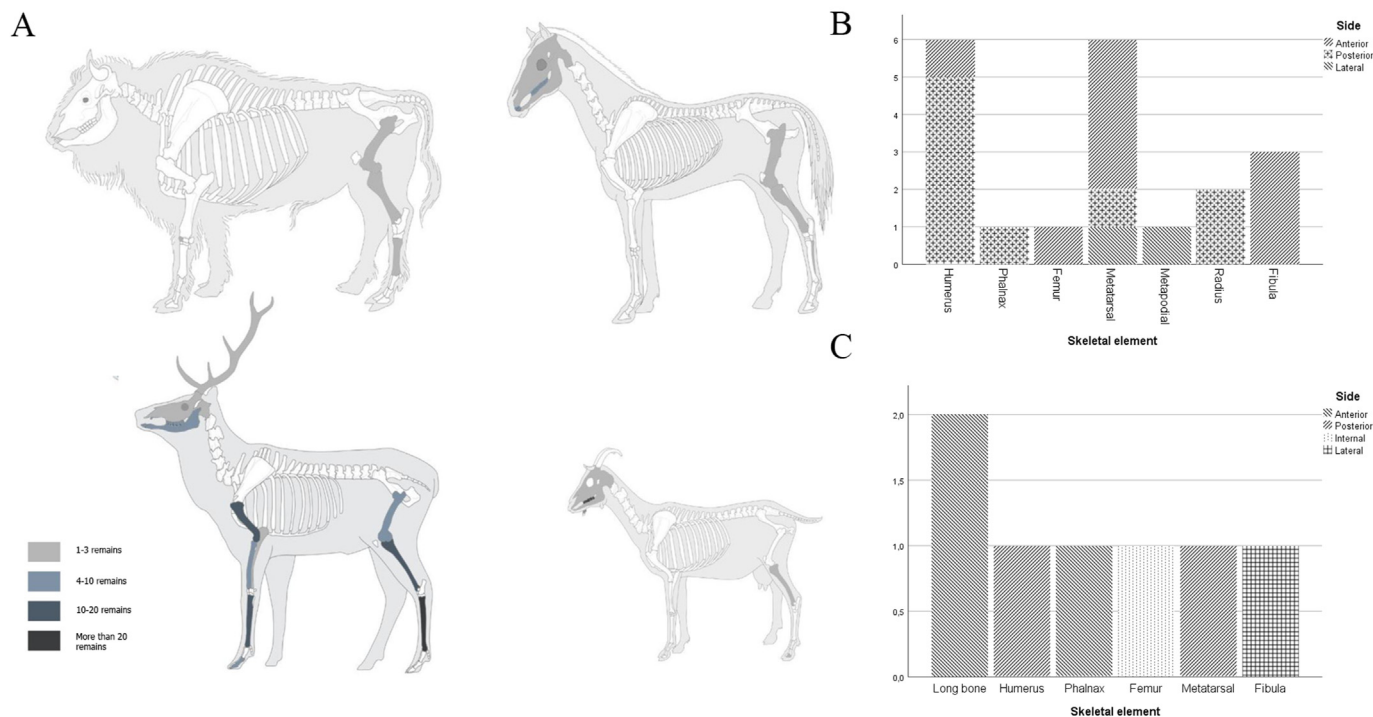 A
1-3 remains
4-10 remains
10-20 remains
More than 20
remains
B
6
5
4
3
2
1
0
Humerus
Phalnax
Femur
Metatarsal
Metapodial
Radius
Fibula
Skeletal element
Side
Anterior
Posterior
Lateral
C
2,0
1,5
1,0
0,5
0,0
Long bone
Humerus
Phalnax
Femur
Metatarsal
Fibula
Skeletal element
Side
Anterior
Posterior
Internal
Lateral